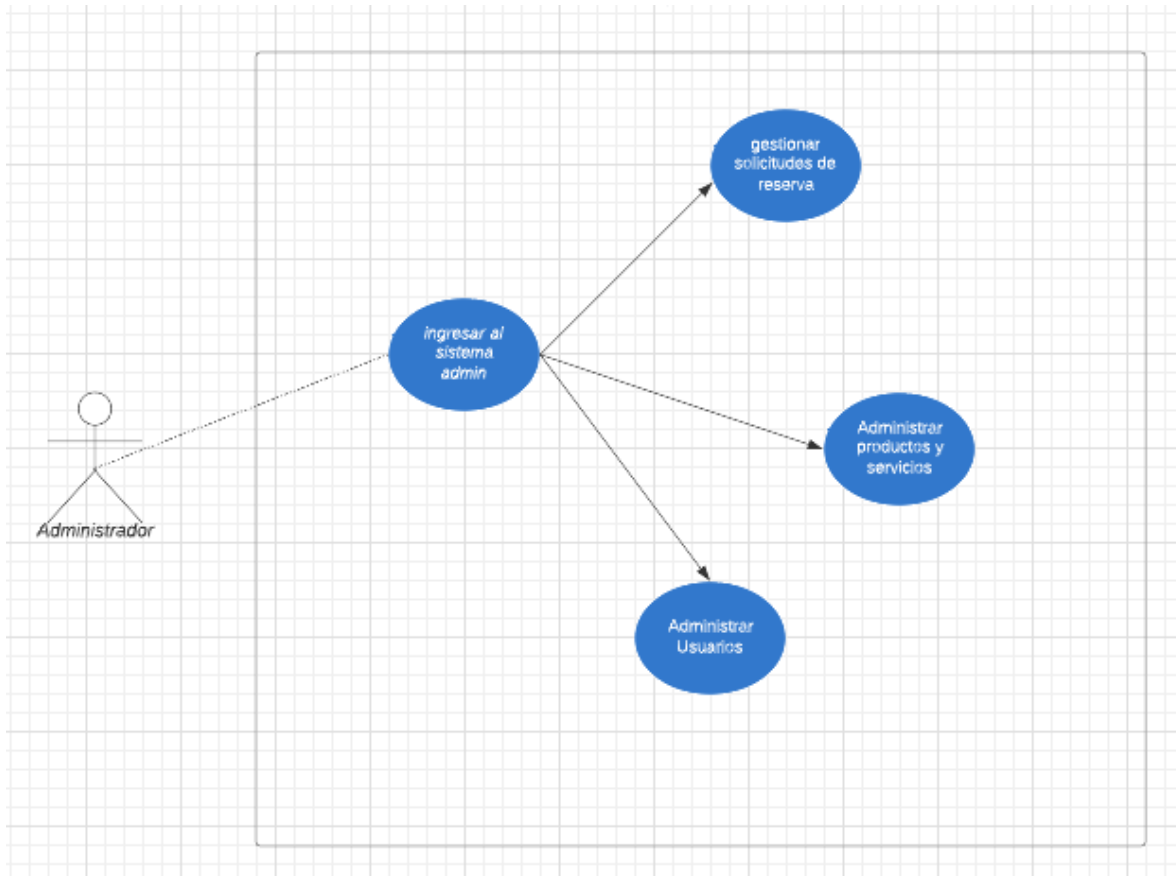 gestionar
solicitudes de
reserva
ingresar al
sistema
admin
Administrar
productos y
servicios
Administrador
Administrar
Usuarios